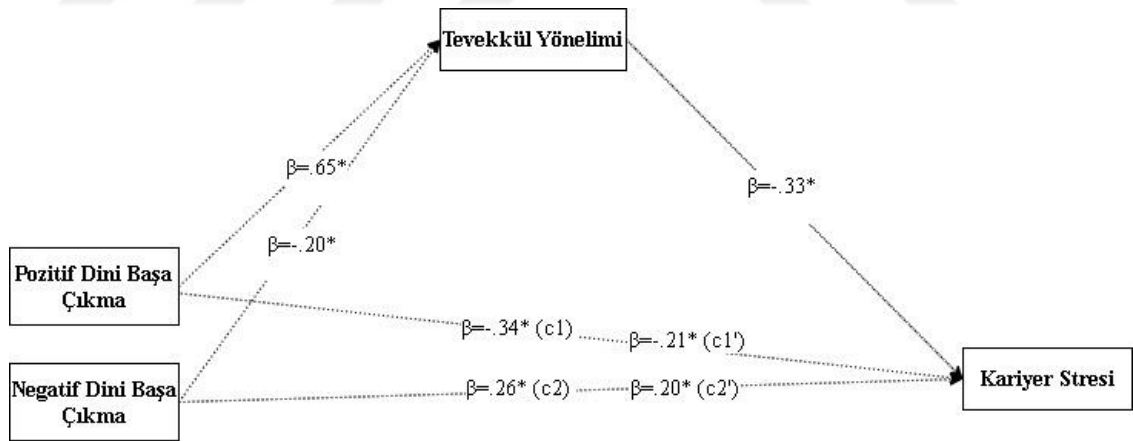 Tevekkül Yönelimi
β=.65*
β=-.33*
β=-.20*
Pozitif Dini Başa
Çıkma
β=-.34* (c1)
β=-.21* (c1')
Negatif Dini Başa
Çıkma
β=.26* (c2)
β=.20* (c2')
Kariyer Stresi